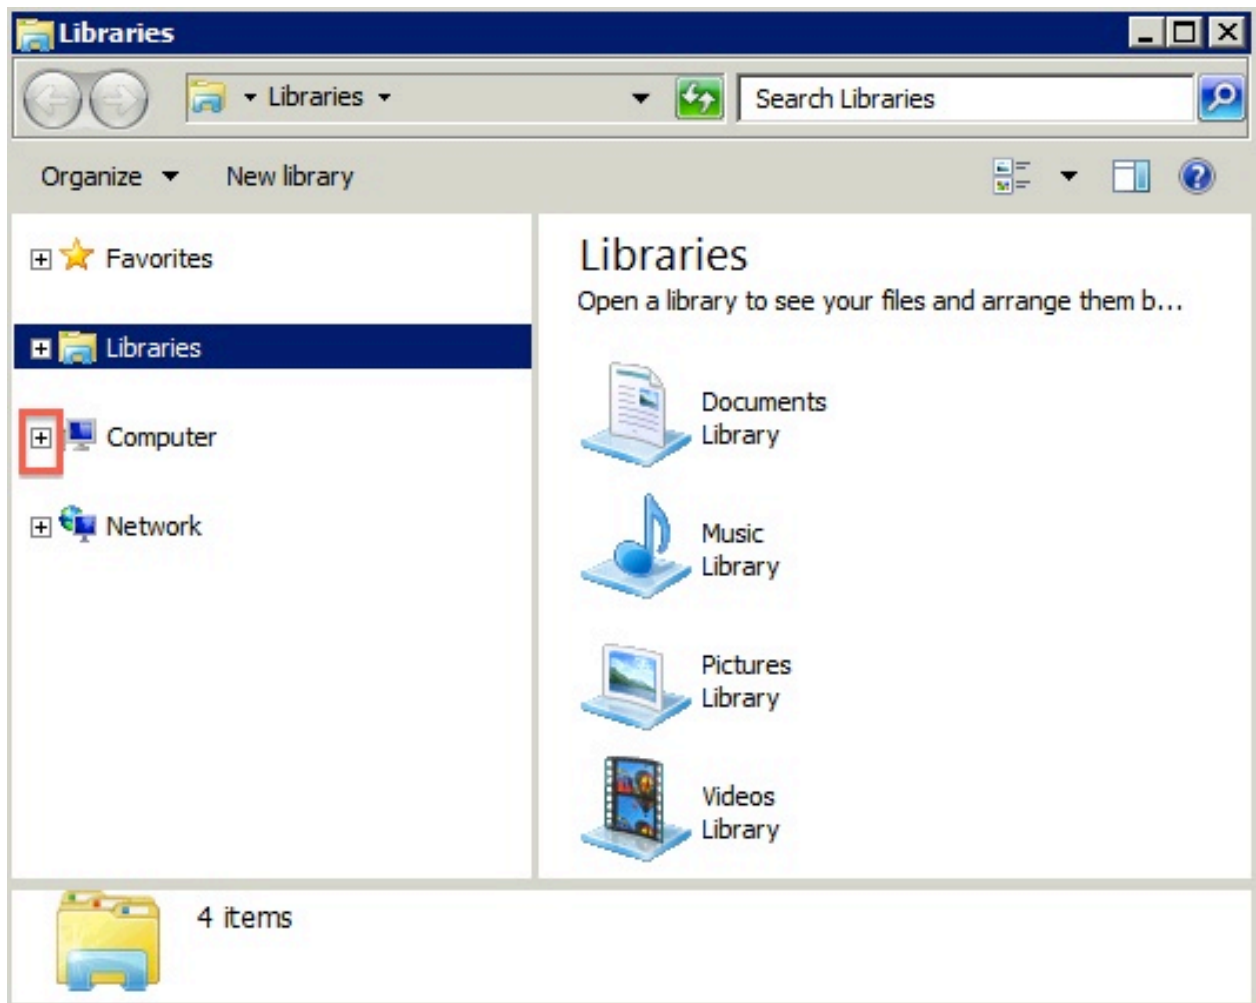 Libraries
Libraries
Search Libraries
Organize
New library
Favorites
Libraries
Computer
Network
Libraries
Open a library to see your files and arrange them b...
Documents
Library
Music
Library
Pictures
Library
Videos
Library
4 items